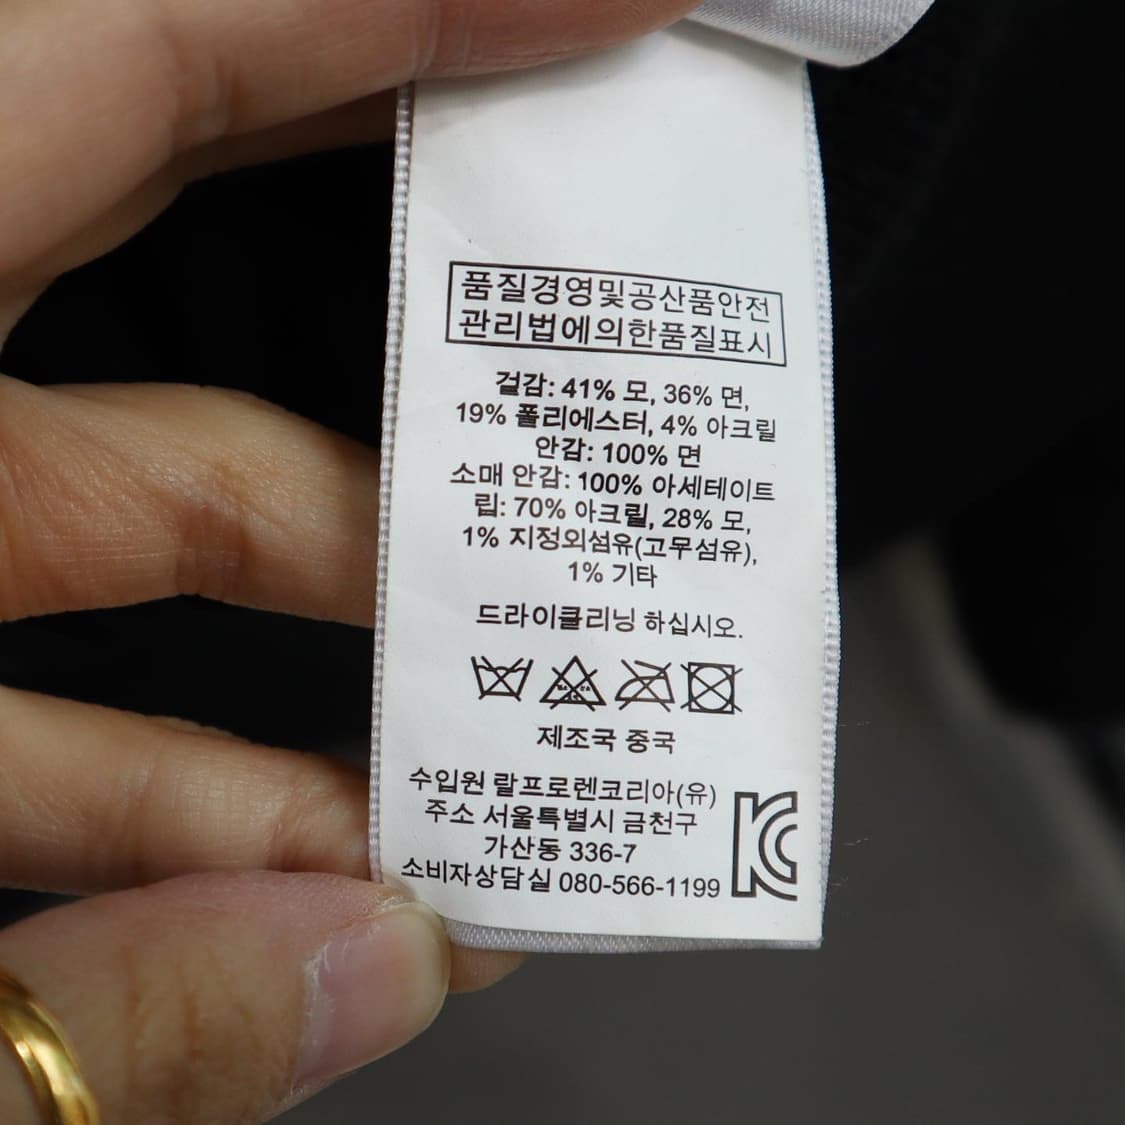 품질경영및공산품안전
관리법에의한품질표시
겉감: 41% 모, 36% 면,
19% 폴리에스터, 4% 아크릴
안감: 100% 면
소매 안감: 100% 아세테이트
립: 70% 아크릴, 28% 모,
1% 지정외섬유(고무섬유),
1% 기타
드라이클리닝 하십시오.
제조국 중국
수입원 랄프로렌코리아(유)
주소 서울특별시 금천구
가산동 336-7
소비자상담실 080-566-1199
KC